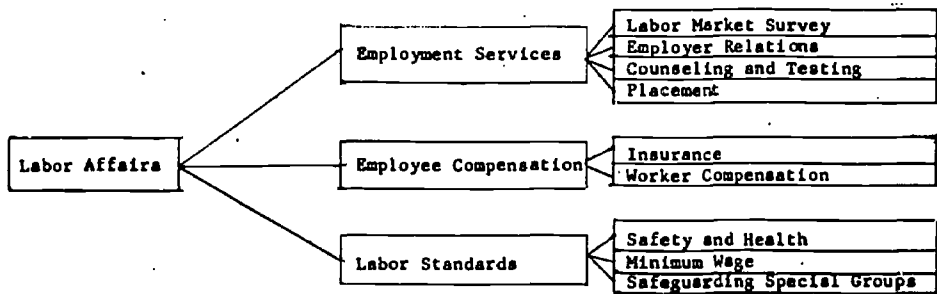 Labor Affairs
Employment Services
Labor Market Survey
Employer Relations
Counseling and Testing
Placement
Employee Compensation
Insurance
Worker Compensation
Labor Standards
Safety and Health
Minimum Wage
Safeguarding Special Groups